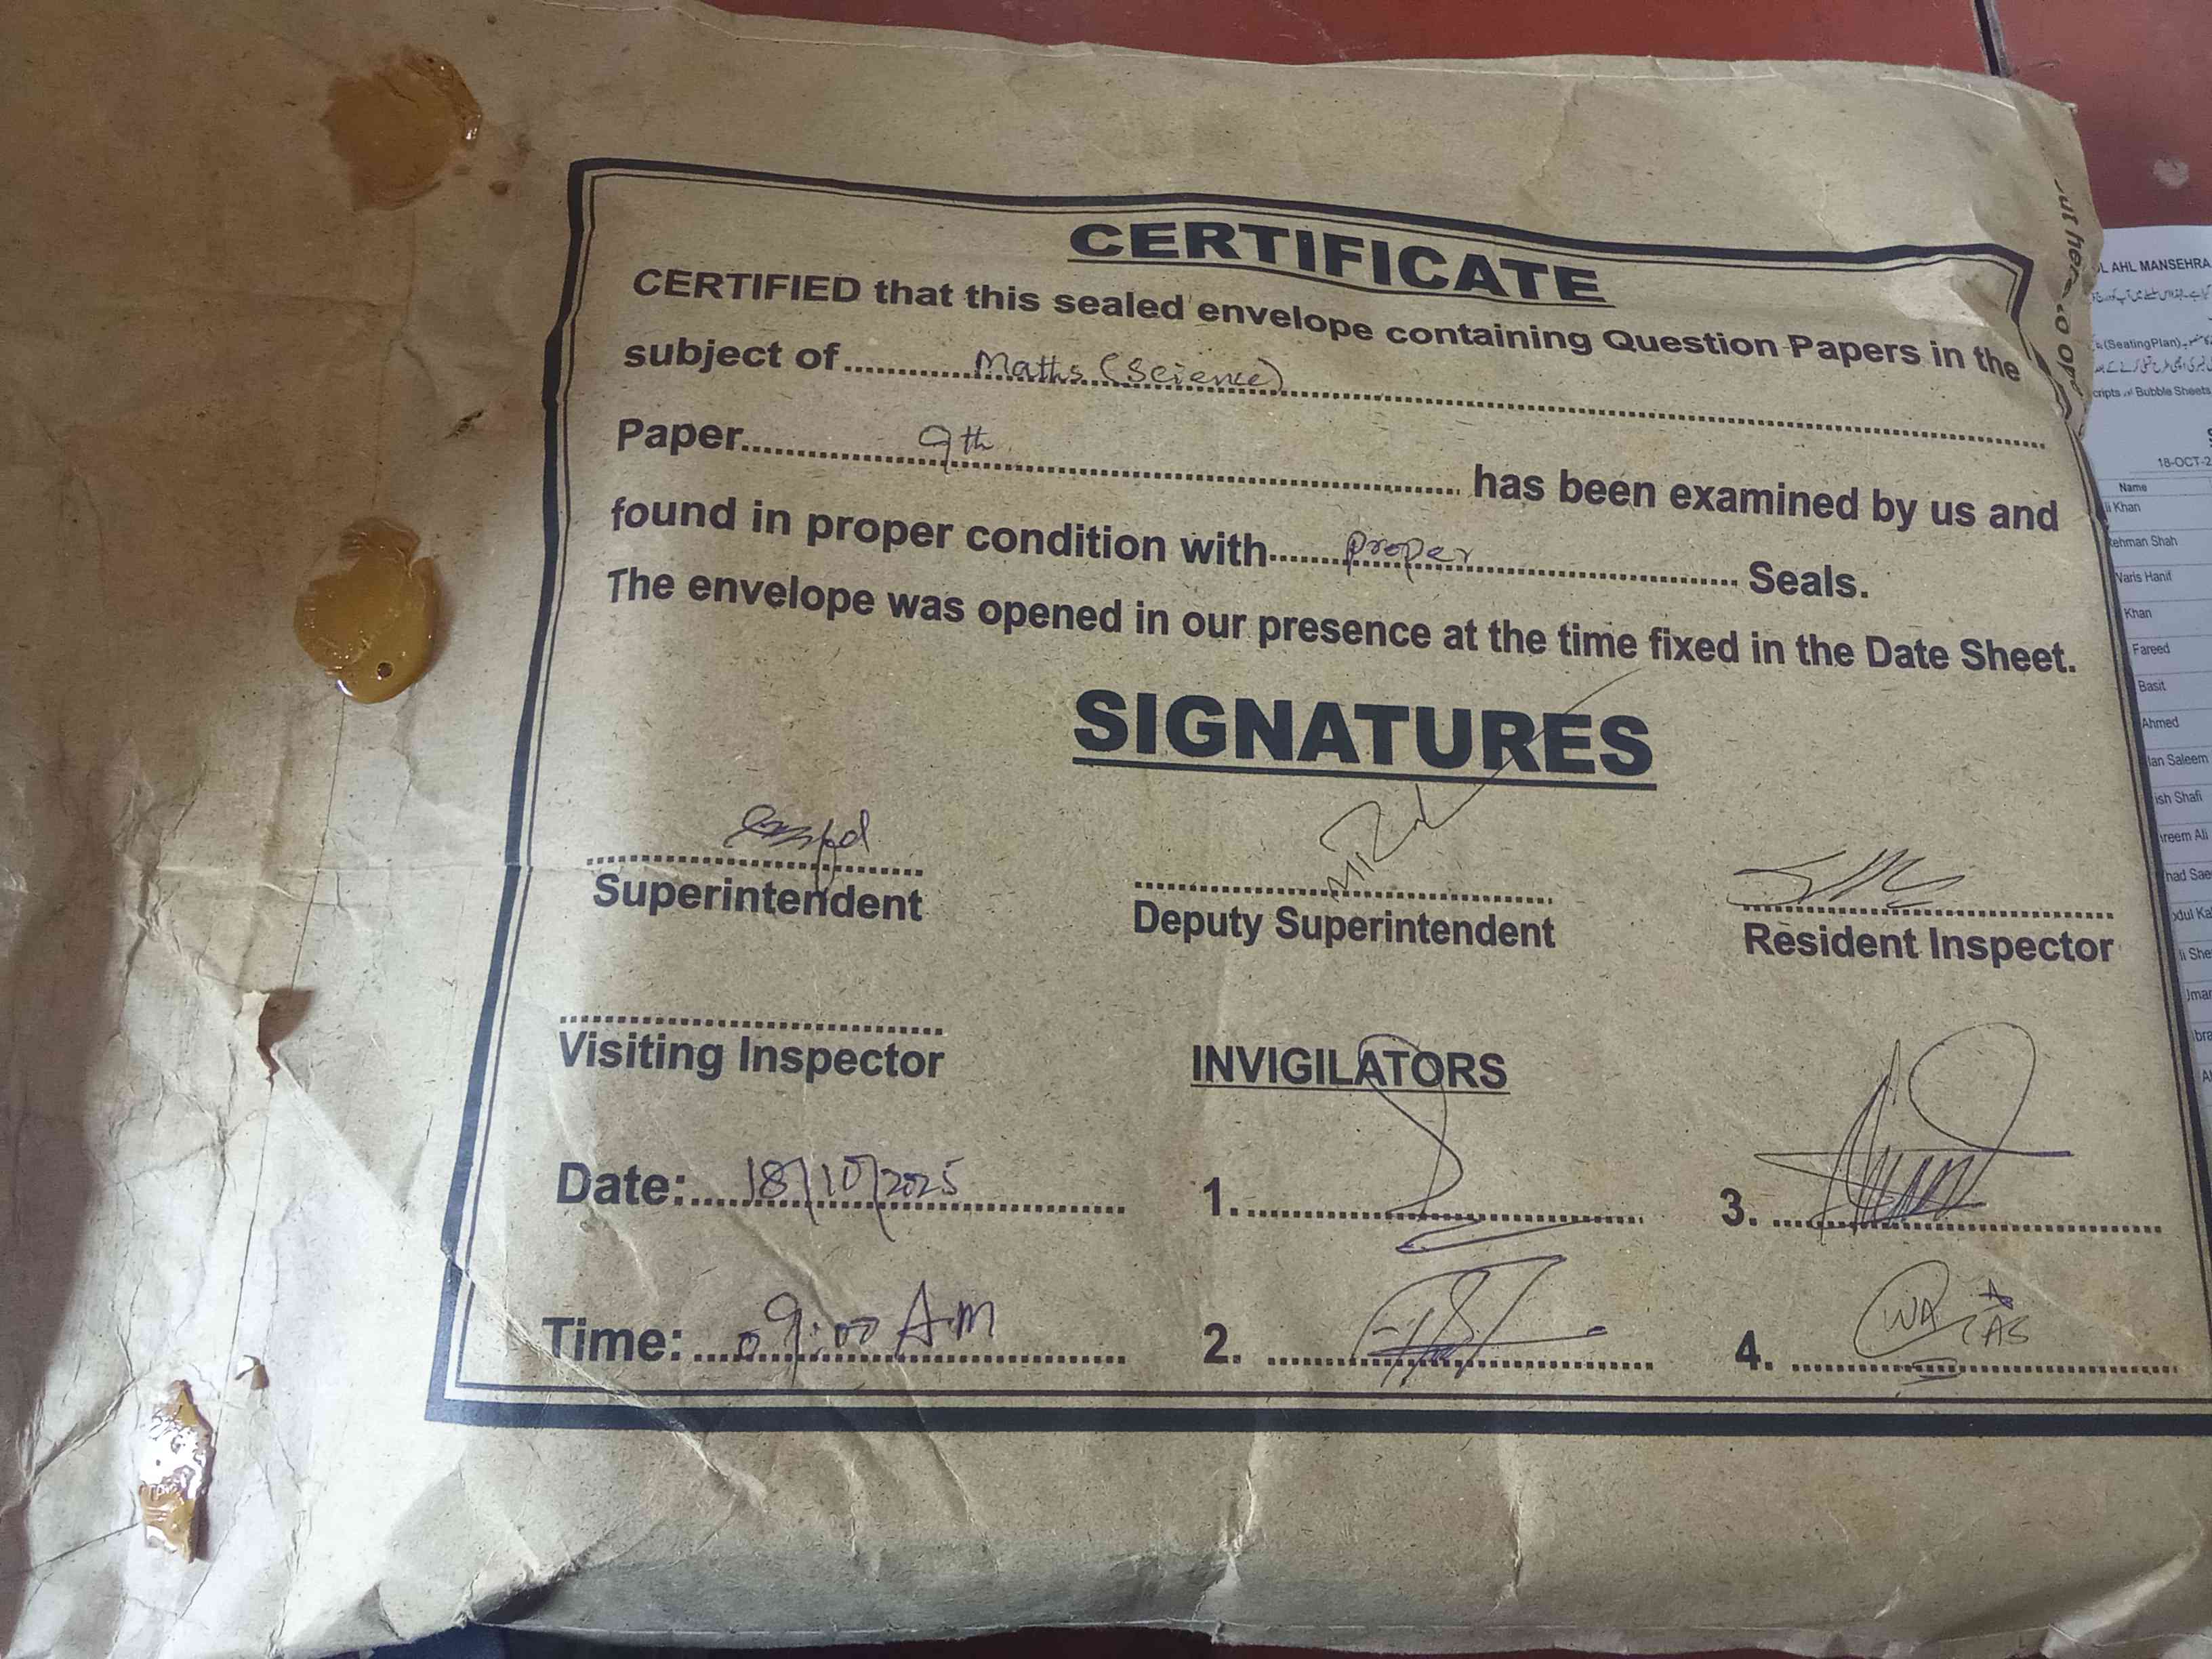 CERTIFICATE
CERTIFIED that this sealed envelope containing Question Papers in the
subject of Maths (Science)
Paper 9th has been examined by us and
found in proper condition with proper Seals.
The envelope was opened in our presence at the time fixed in the Date Sheet.
SIGNATURES
Superintendent
Deputy Superintendent
Resident Inspector
Visiting Inspector
INVIGILATORS
Date: 18/10/2025
1.
3.
Time: 09:00 A.m
2.
4. WAQAS
AHL MANSEHRA
(SeatingPlan)
Bubble Sheets
18-OCT-2
Name
Khan
Rehman Shah
Waris Hanif
Khan
Fareed
Basit
Ahmed
Saleem
Shafi
Ali